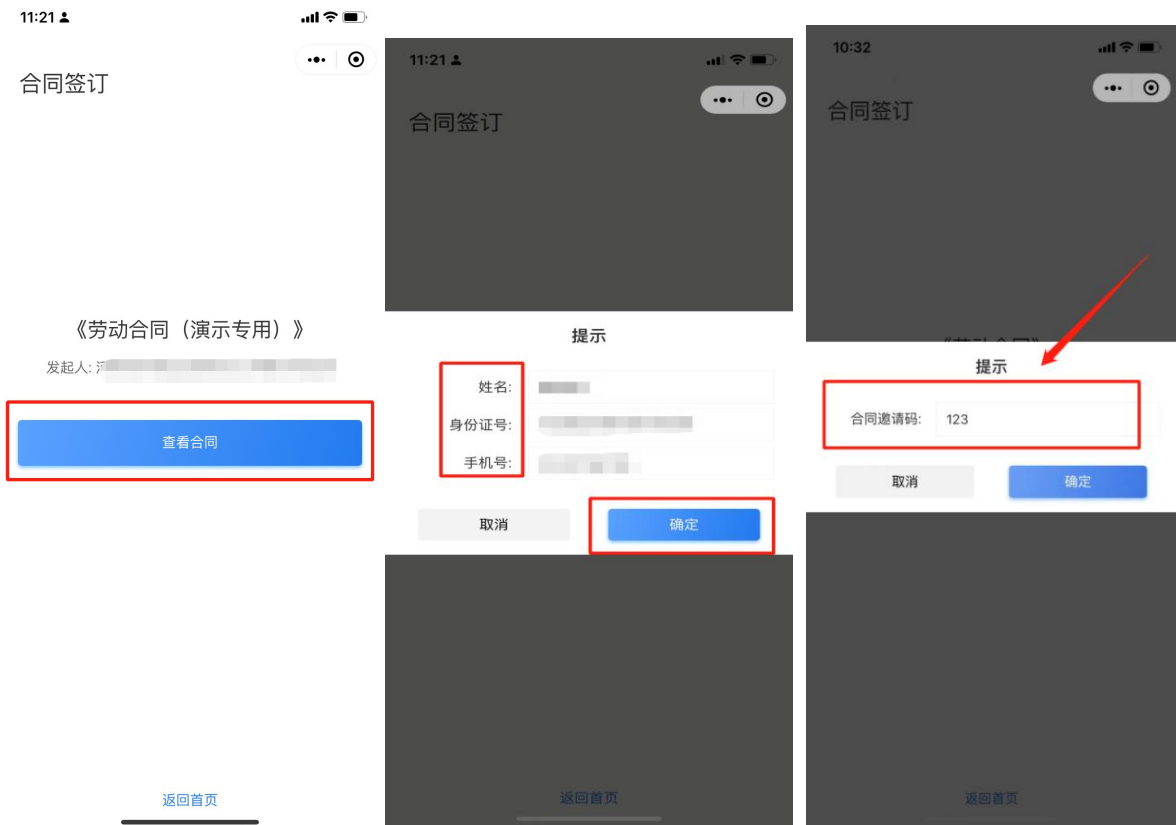 11:21
合同签订
《劳动合同（演示专用）》
发起人:
查看合同
返回首页
11:21
合同签订
提示
姓名:
身份证号:
手机号:
取消
确定
返回首页
10:32
合同签订
提示
合同邀请码: 123
取消
确定
返回首页